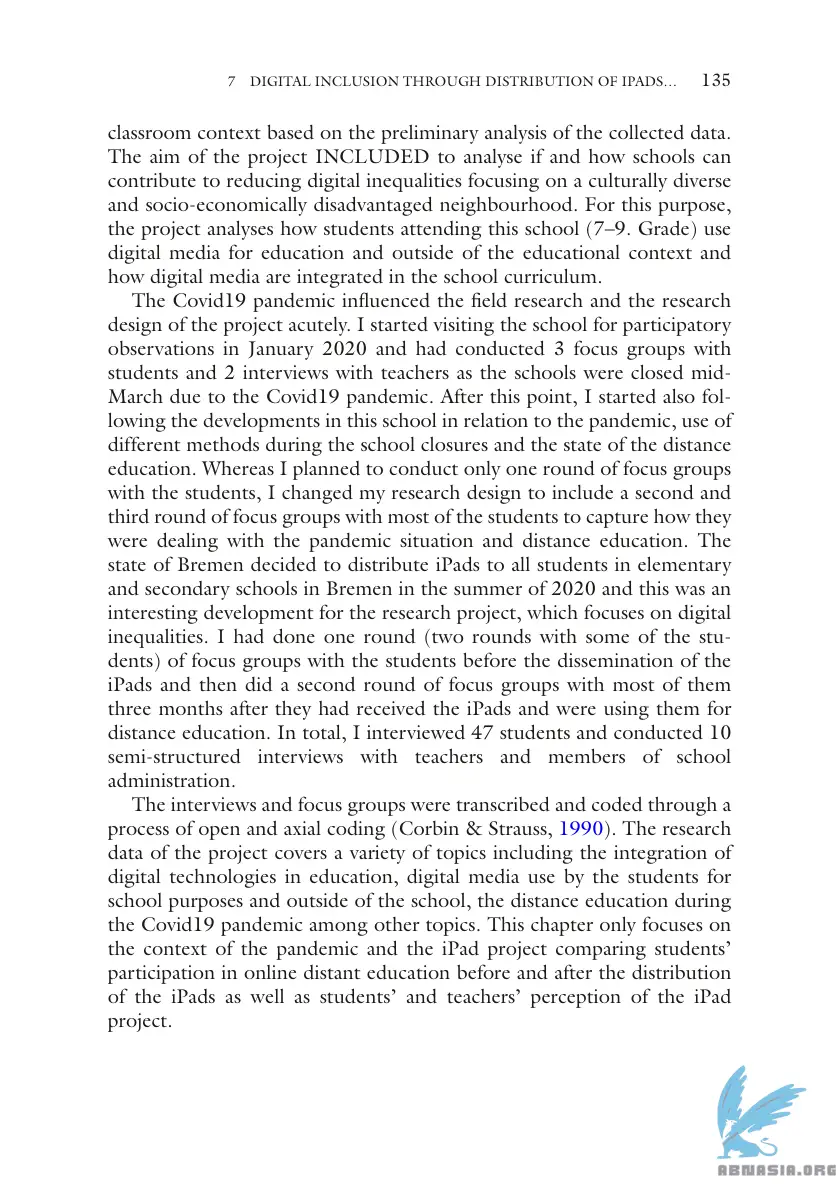 7 DIGITAL INCLUSION THROUGH DISTRIBUTION OF IPADS… 135
classroom context based on the preliminary analysis of the collected data.
The aim of the project INCLUDED to analyse if and how schools can
contribute to reducing digital inequalities focusing on a culturally diverse
and socio-economically disadvantaged neighbourhood. For this purpose,
the project analyses how students attending this school (7–9. Grade) use
digital media for education and outside of the educational context and
how digital media are integrated in the school curriculum.
The Covid19 pandemic influenced the field research and the research
design of the project acutely. I started visiting the school for participatory
observations in January 2020 and had conducted 3 focus groups with
students and 2 interviews with teachers as the schools were closed mid-
March due to the Covid19 pandemic. After this point, I started also fol-
lowing the developments in this school in relation to the pandemic, use of
different methods during the school closures and the state of the distance
education. Whereas I planned to conduct only one round of focus groups
with the students, I changed my research design to include a second and
third round of focus groups with most of the students to capture how they
were dealing with the pandemic situation and distance education. The
state of Bremen decided to distribute iPads to all students in elementary
and secondary schools in Bremen in the summer of 2020 and this was an
interesting development for the research project, which focuses on digital
inequalities. I had done one round (two rounds with some of the stu-
dents) of focus groups with the students before the dissemination of the
iPads and then did a second round of focus groups with most of them
three months after they had received the iPads and were using them for
distance education. In total, I interviewed 47 students and conducted 10
semi-structured interviews with teachers and members of school
administration.
The interviews and focus groups were transcribed and coded through a
process of open and axial coding (Corbin & Strauss, 1990). The research
data of the project covers a variety of topics including the integration of
digital technologies in education, digital media use by the students for
school purposes and outside of the school, the distance education during
the Covid19 pandemic among other topics. This chapter only focuses on
the context of the pandemic and the iPad project comparing students’
participation in online distant education before and after the distribution
of the iPads as well as students’ and teachers’ perception of the iPad
project.
ABNASIA.ORG